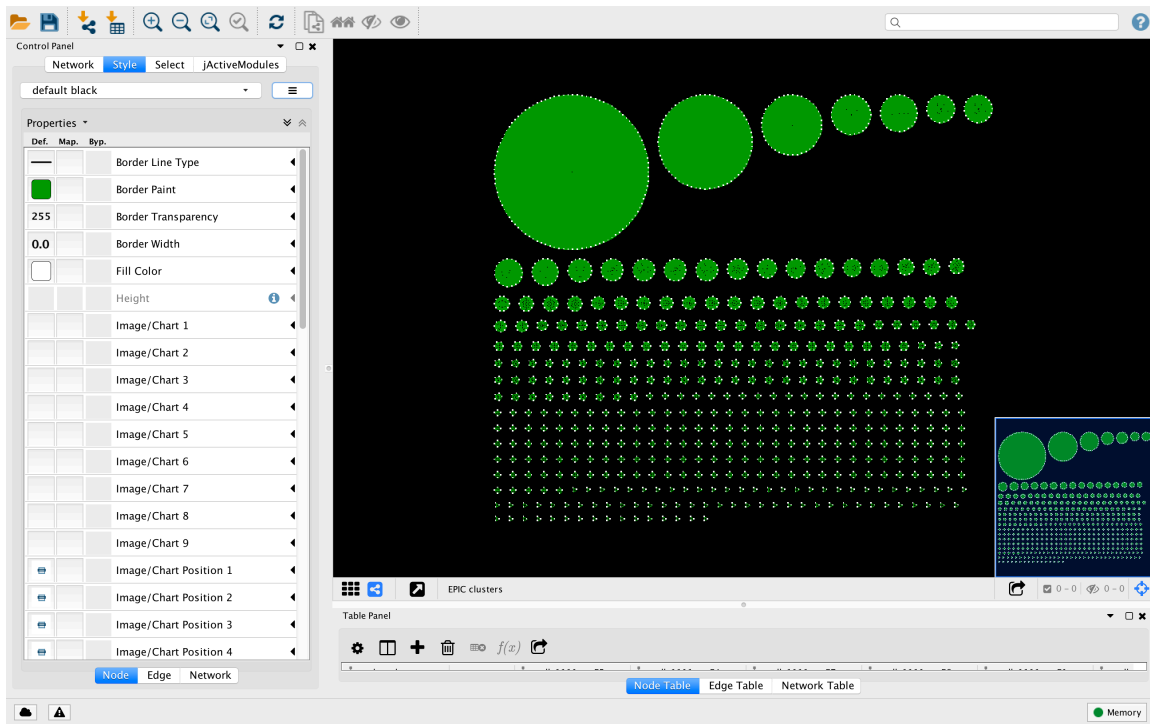 Control Panel
Network Style Select jActiveModules
default black
Properties
Def. Map. Byp.
Border Line Type
Border Paint
255 Border Transparency
0.0 Border Width
Fill Color
Height
Image/Chart 1
Image/Chart 2
Image/Chart 3
Image/Chart 4
Image/Chart 5
Image/Chart 6
Image/Chart 7
Image/Chart 8
Image/Chart 9
Image/Chart Position 1
Image/Chart Position 2
Image/Chart Position 3
Image/Chart Position 4
Node Edge Network
EPIC clusters
0 - 0 0 - 0
Table Panel
f(x)
Node Table Edge Table Network Table
Memory